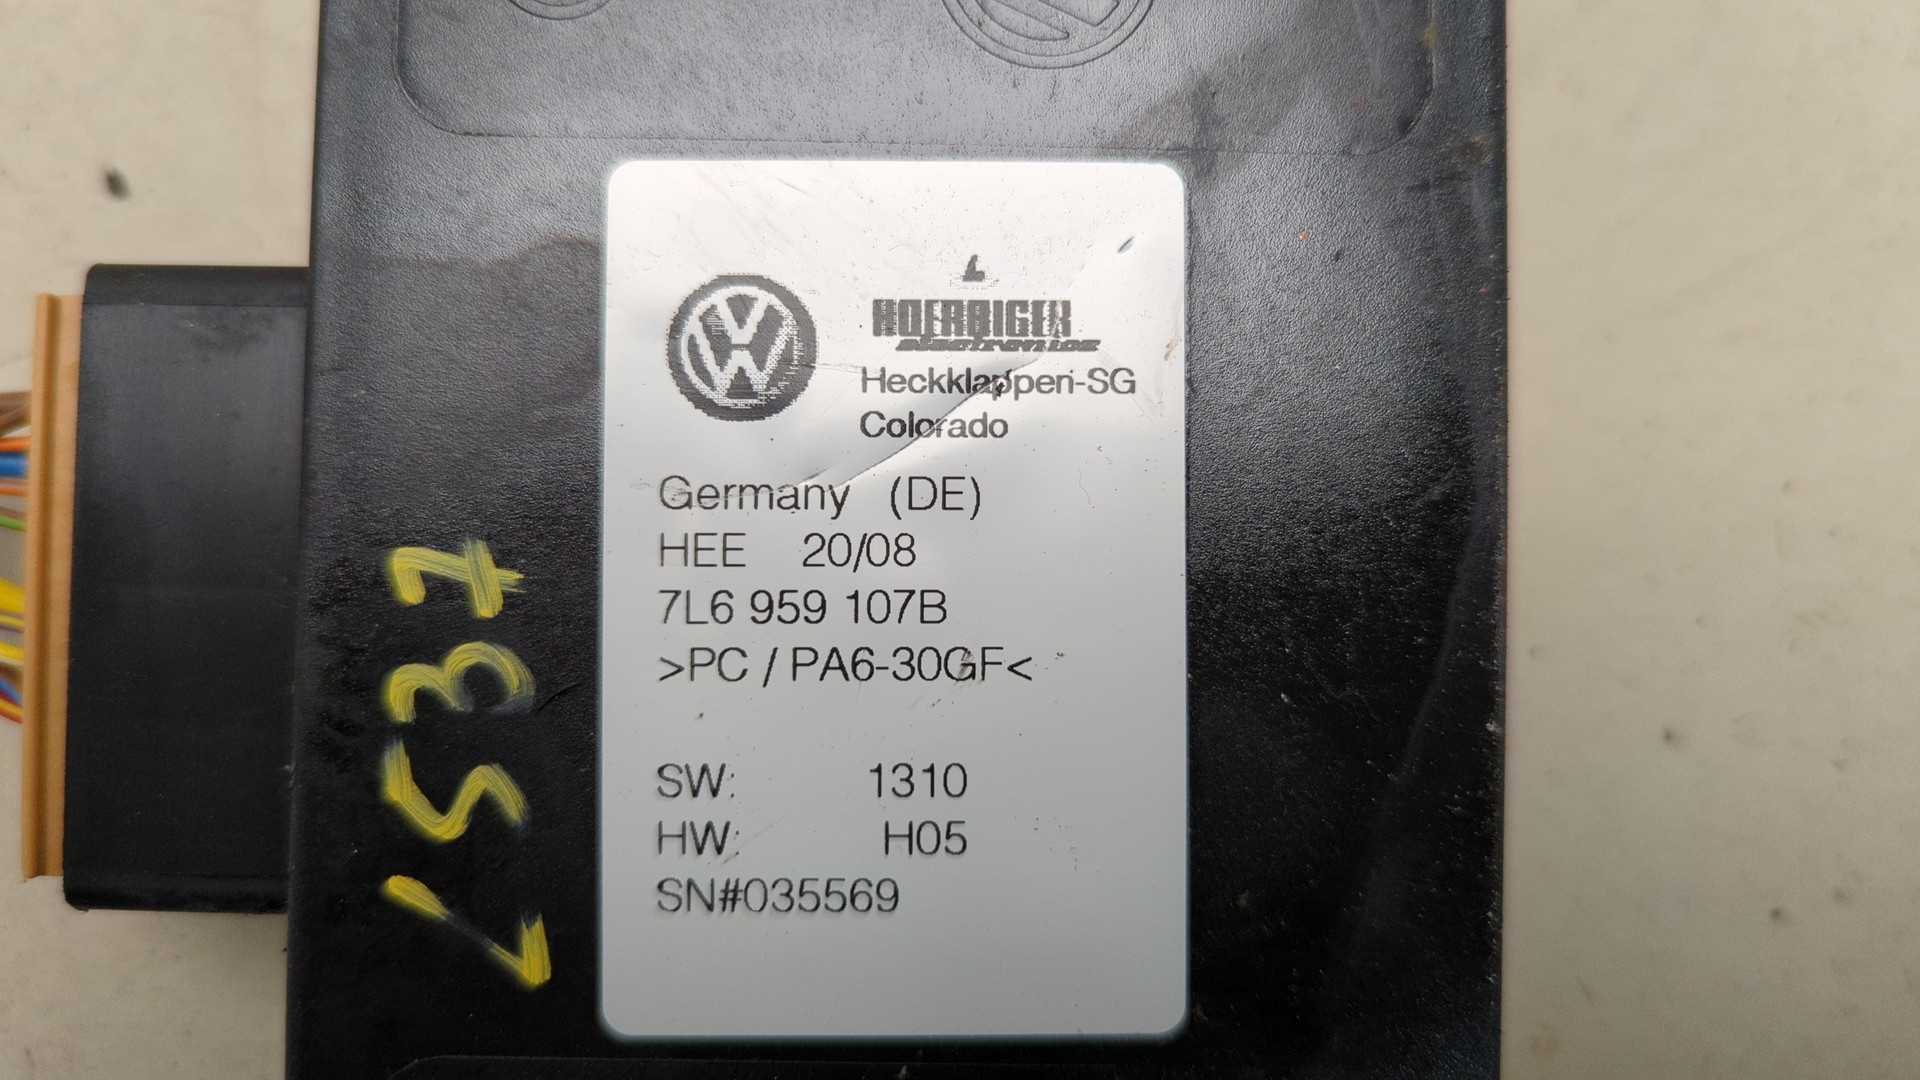 HOERBIGER
electronics
Heckklappen-SG
Colorado
Germany (DE)
HEE 20/08
7L6 959 107B
>PC / PA6-30GF<
SW: 1310
HW: H05
SN#035569